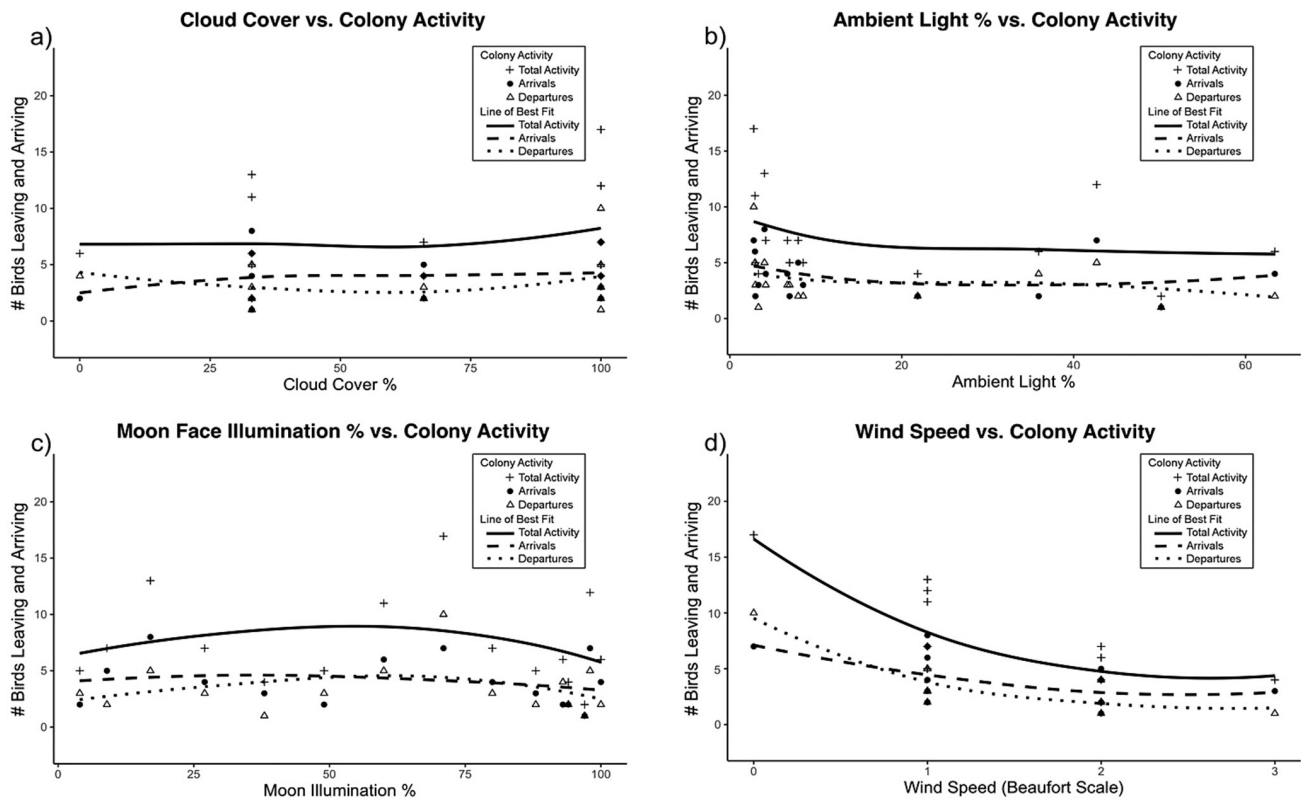 a)
Cloud Cover vs. Colony Activity
# Birds Leaving and Arriving
20
15
10
5
0
Colony Activity
Total Activity
Arrivals
Departures
Line of Best Fit
Total Activity
Arrivals
Departures
0 25 50 75 100
Cloud Cover %
b)
Ambient Light % vs. Colony Activity
# Birds Leaving and Arriving
20
15
10
5
0
Colony Activity
Total Activity
Arrivals
Departures
Line of Best Fit
Total Activity
Arrivals
Departures
0 20 40 60
Ambient Light %
c)
Moon Face Illumination % vs. Colony Activity
# Birds Leaving and Arriving
20
15
10
5
0
Colony Activity
Total Activity
Arrivals
Departures
Line of Best Fit
Total Activity
Arrivals
Departures
0 25 50 75 100
Moon Illumination %
d)
Wind Speed vs. Colony Activity
# Birds Leaving and Arriving
20
15
10
5
0
Colony Activity
Total Activity
Arrivals
Departures
Line of Best Fit
Total Activity
Arrivals
Departures
0 1 2 3
Wind Speed (Beaufort Scale)